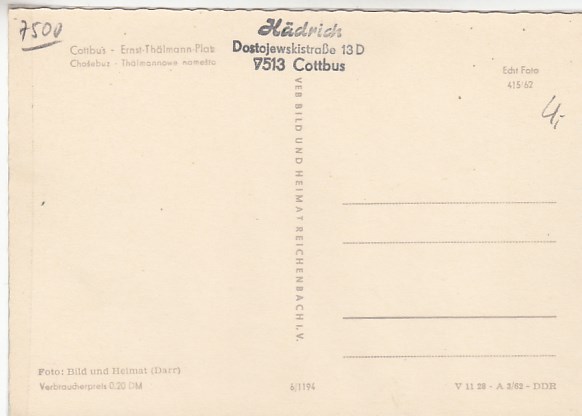 7500
Hädrich
Dostojewskistraße 13 D
7513 Cottbus
Cottbus - Ernst-Thälmann-Platz
Chośebuz - Thälmannowe naměsto
Echt Foto
415/62
4,-
VEB BILD UND HEIMAT REICHENBACH I. V.
Foto: Bild und Heimat (Darr)
Verbraucherpreis 0,20 DM
6/1194
V 11 28 - A 2/62 - DDR